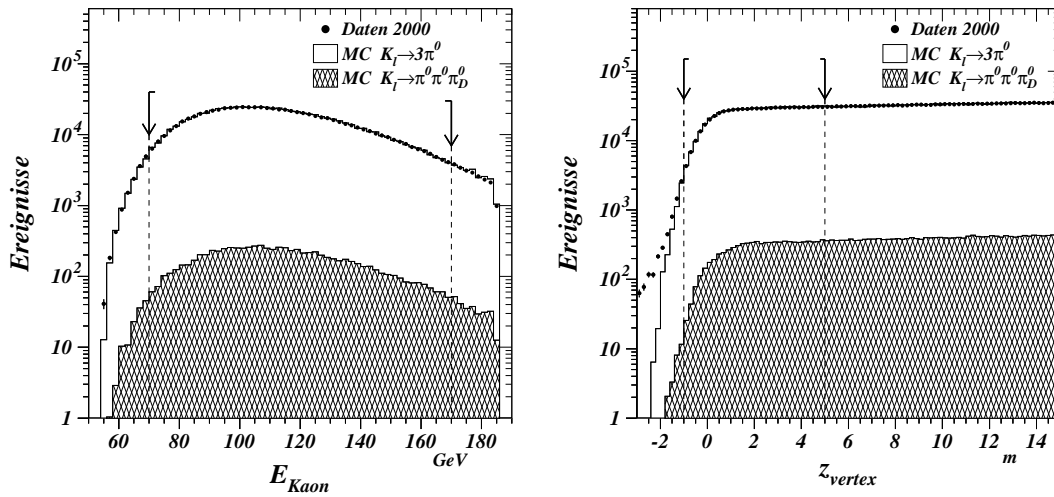 Daten 2000
MC K_l→3π^0
MC K_l→π^0π^0π^0_D
Ereignisse
10^5
10^4
10^3
10^2
10
1
60 80 100 120 140 160 180
GeV
E_Kaon
Daten 2000
MC K_l→3π^0
MC K_l→π^0π^0π^0_D
Ereignisse
10^5
10^4
10^3
10^2
10
1
-2 0 2 4 6 8 10 12 14
m
z_vertex